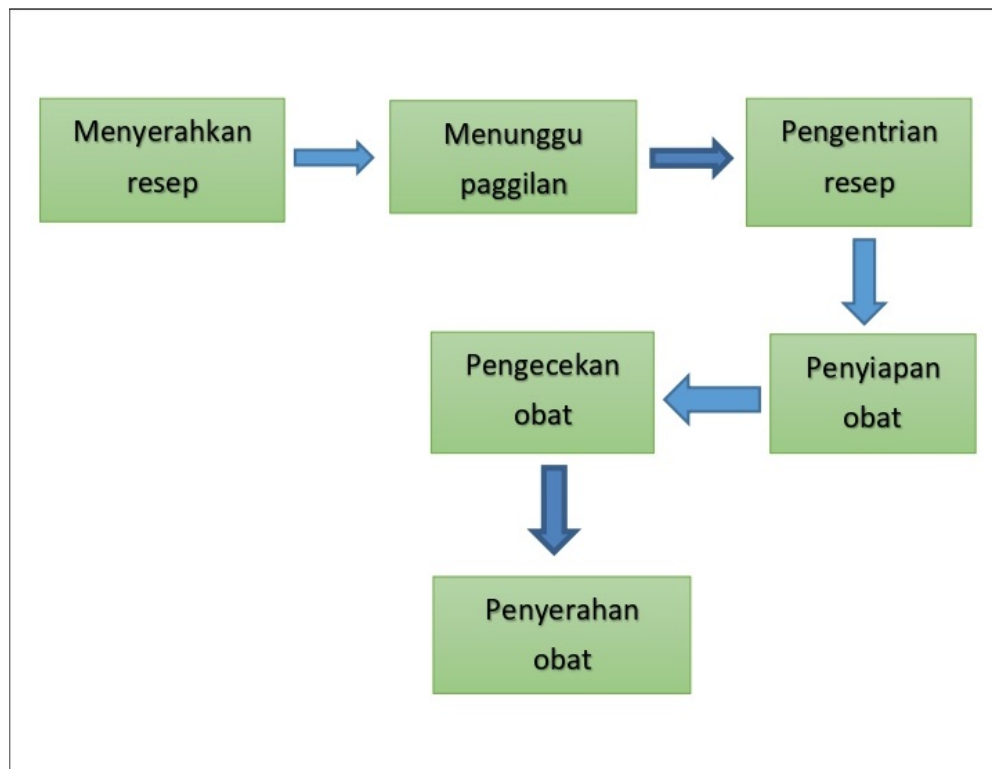 Menyerahkan
resep
Menunggu
paggilan
Pengentrian
resep
Penyiapan
obat
Pengecekan
obat
Penyerahan
obat